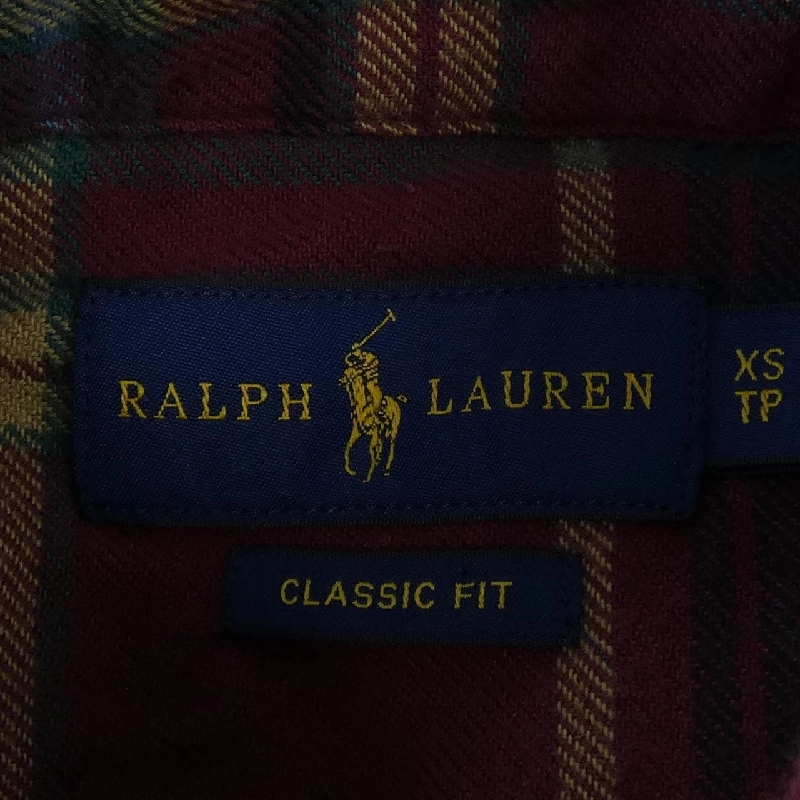 RALPH LAUREN
XS
TP
CLASSIC FIT